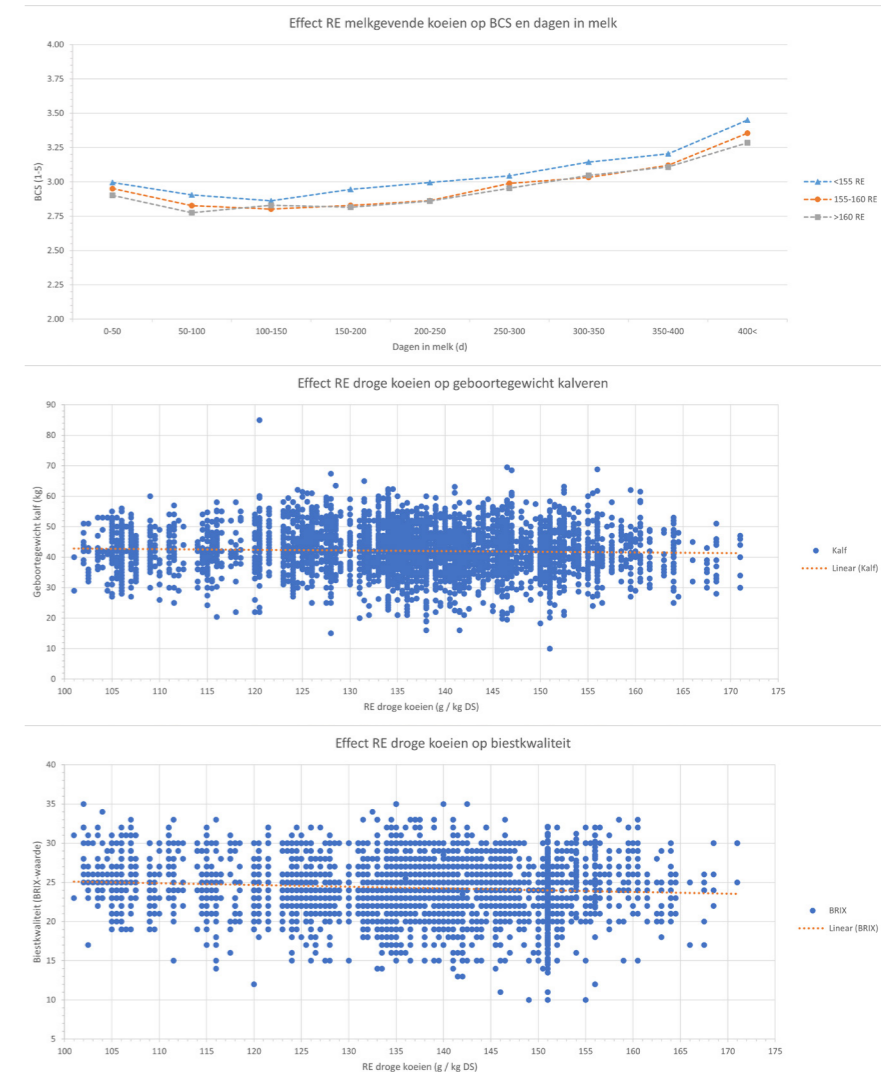 Effect RE melkgevende koeien op BCS en dagen in melk
4.00
3.75
3.50
3.25
3.00
2.75
2.50
2.25
2.00
BCS (1-5)
0-50 50-100 100-150 150-200 200-250 250-300 300-350 350-400 400<
Dagen in melk (d)
<155 RE
155-160 RE
>160 RE
Effect RE droge koeien op geboortegewicht kalveren
90
80
70
60
50
40
30
20
10
0
Geboortegewicht kalf (kg)
100 105 110 115 120 125 130 135 140 145 150 155 160 165 170 175
RE droge koeien (g / kg DS)
Kalf
Linear (Kalf)
Effect RE droge koeien op biestkwaliteit
40
35
30
25
20
15
10
5
Biestkwaliteit (BRIX-waarde)
100 105 110 115 120 125 130 135 140 145 150 155 160 165 170 175
RE droge koeien (g / kg DS)
BRIX
Linear (BRIX)